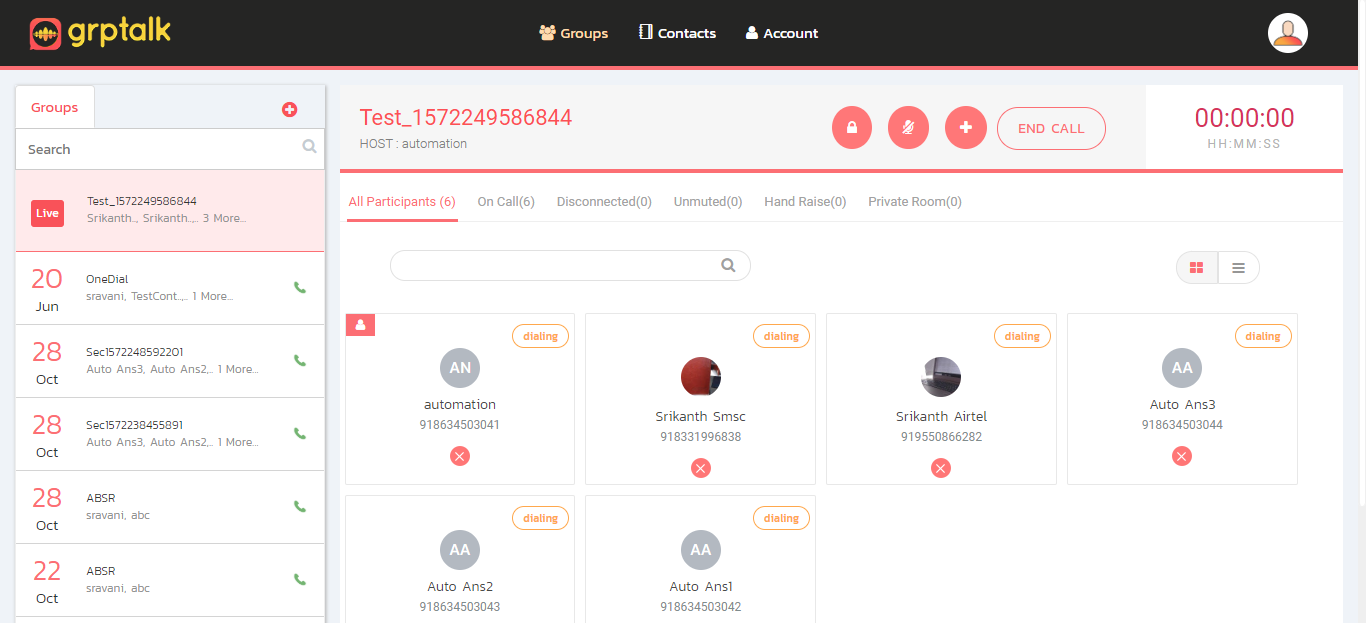 grptalk
Groups
Contacts
Account
Groups
Search
Live
Test_1572249586844
Srikanth.., Srikanth..,.. 3 More...
20
Jun
OneDial
sravani, TestCont..,.. 1 More...
28
Oct
Sec1572248592201
Auto Ans3, Auto Ans2,.. 1 More...
28
Oct
Sec1572238455891
Auto Ans3, Auto Ans2,.. 1 More...
28
Oct
ABSR
sravani, abc
22
Oct
ABSR
sravani, abc
Test_1572249586844
HOST : automation
END CALL
00:00:00
HH:MM:SS
All Participants (6)
On Call(6)
Disconnected(0)
Unmuted(0)
Hand Raise(0)
Private Room(0)
dialing
AN
automation
918634503041
dialing
Srikanth Smsc
918331996838
dialing
Srikanth Airtel
919550866282
dialing
AA
Auto Ans3
918634503044
dialing
AA
Auto Ans2
918634503043
dialing
AA
Auto Ans1
918634503042